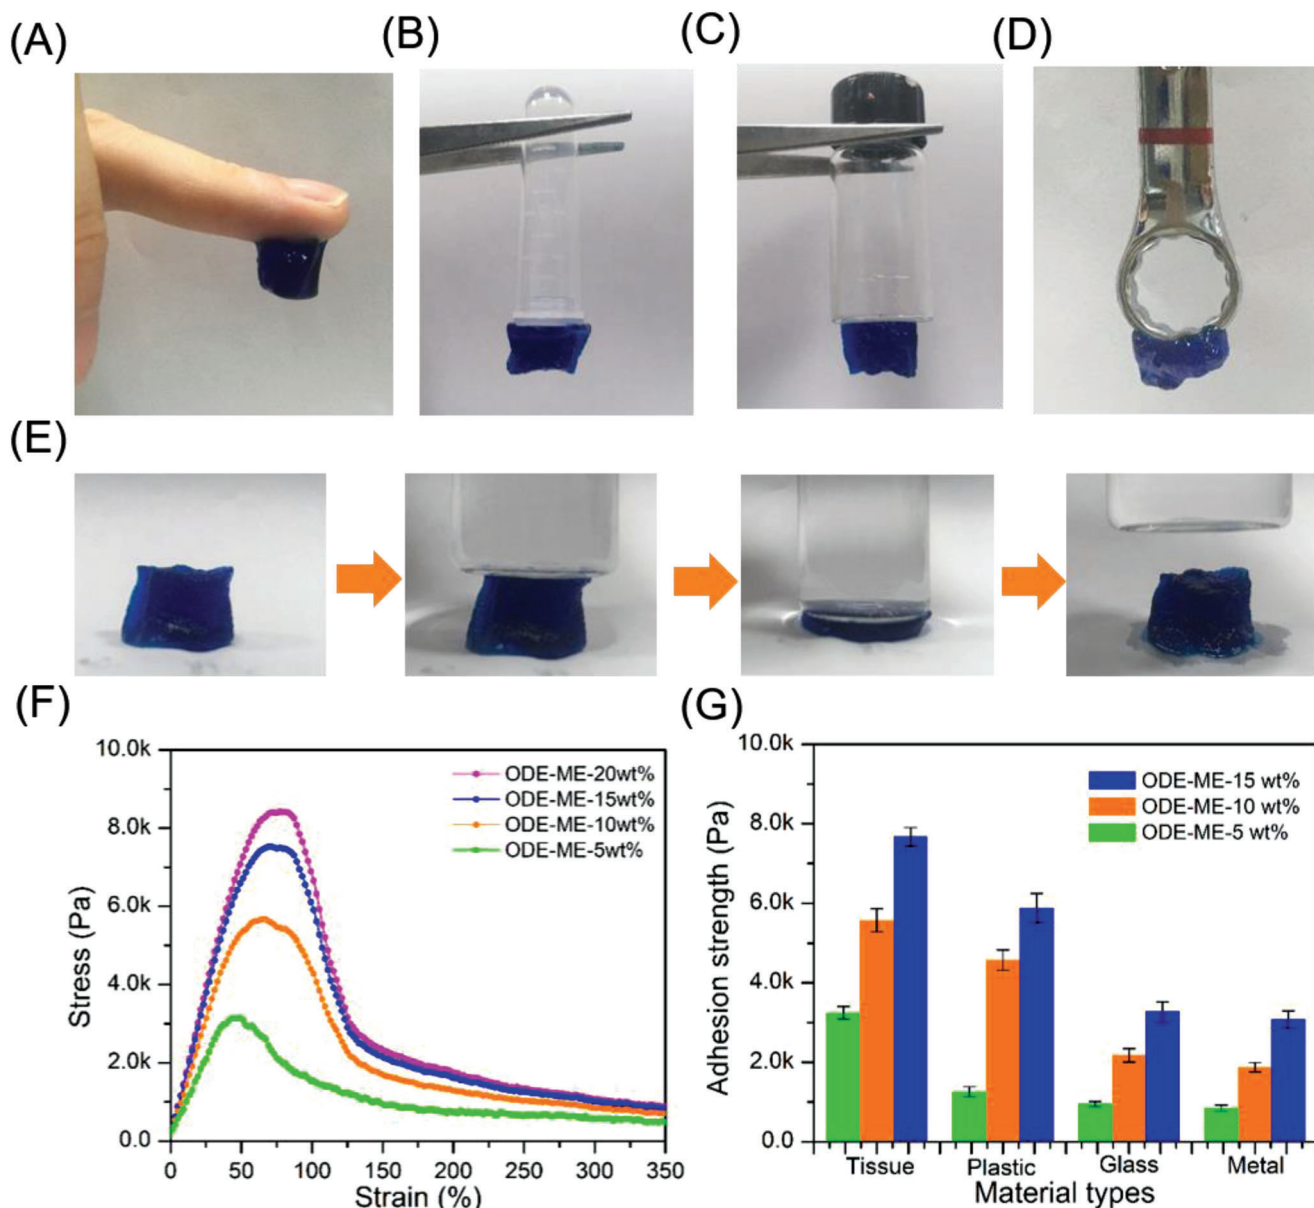 (A)
(B)
(C)
(D)
(E)
(F)
10.0k
8.0k
6.0k
4.0k
2.0k
0.0
Stress (Pa)
ODE-ME-20wt%
ODE-ME-15wt%
ODE-ME-10wt%
ODE-ME-5wt%
0 50 100 150 200 250 300 350
Strain (%)
(G)
10.0k
8.0k
6.0k
4.0k
2.0k
0.0
Adhesion strength (Pa)
ODE-ME-15 wt%
ODE-ME-10 wt%
ODE-ME-5 wt%
Tissue Plastic Glass Metal
Material types